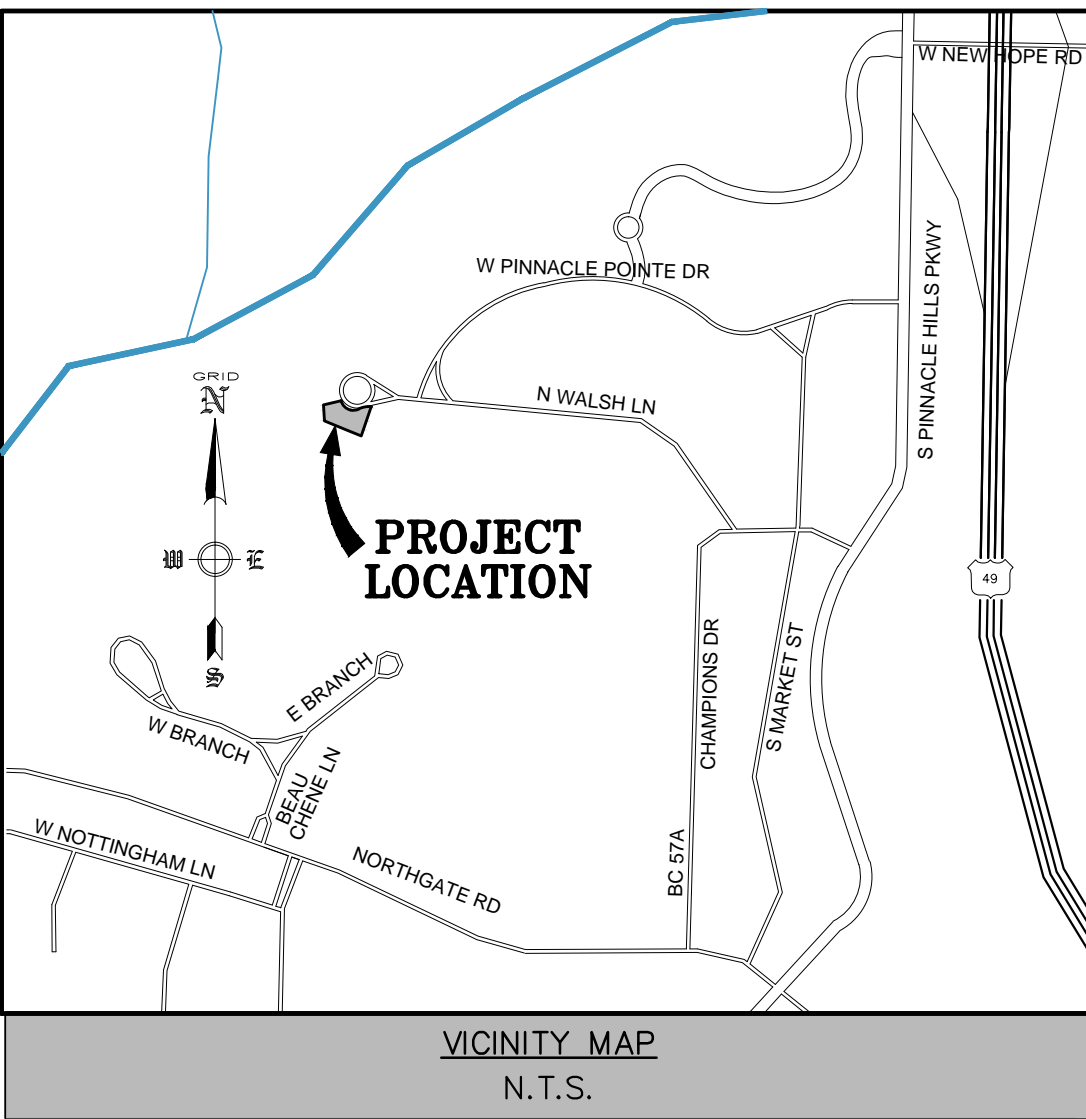 W NEW HOPE RD
W PINNACLE POINTE DR
S PINNACLE HILLS PKWY
GRID
N
N WALSH LN
PROJECT
LOCATION
W
E
49
S
CHAMPIONS DR
S MARKET ST
E BRANCH
W BRANCH
BEAU
CHENE LN
W NOTTINGHAM LN
NORTHGATE RD
BC 57A
VICINITY MAP
N.T.S.